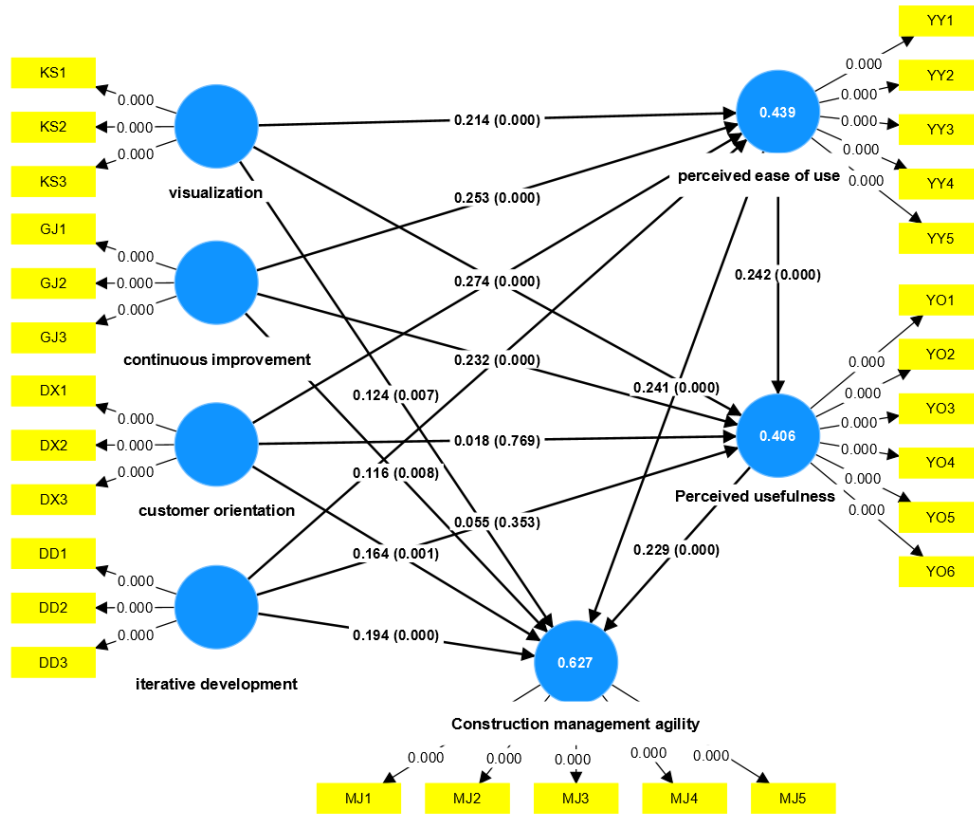 YY1
KS1
0.000
0.000
YY2
0.000
KS2
0.000
0.214 (0.000)
0.439
0.000
YY3
0.000
0.000
KS3
visualization
perceived ease of use
0.000
YY4
0.253 (0.000)
GJ1
YY5
0.000
GJ2
0.000
0.274 (0.000)
0.242 (0.000)
0.000
YO1
GJ3
continuous improvement
0.232 (0.000)
0.000
YO2
DX1
0.124 (0.007)
0.241 (0.000)
0.000
0.000
YO3
DX2
0.000
0.018 (0.769)
0.406
0.000
0.000
0.000
YO4
0.116 (0.008)
0.000
DX3
customer orientation
Perceived usefulness
0.000
YO5
0.055 (0.353)
DD1
0.164 (0.001)
0.229 (0.000)
0.000
YO6
DD2
0.000
0.000
0.194 (0.000)
DD3
0.627
iterative development
Construction management agility
0.000
0.000
0.000
0.000
0.000
MJ1
MJ2
MJ3
MJ4
MJ5